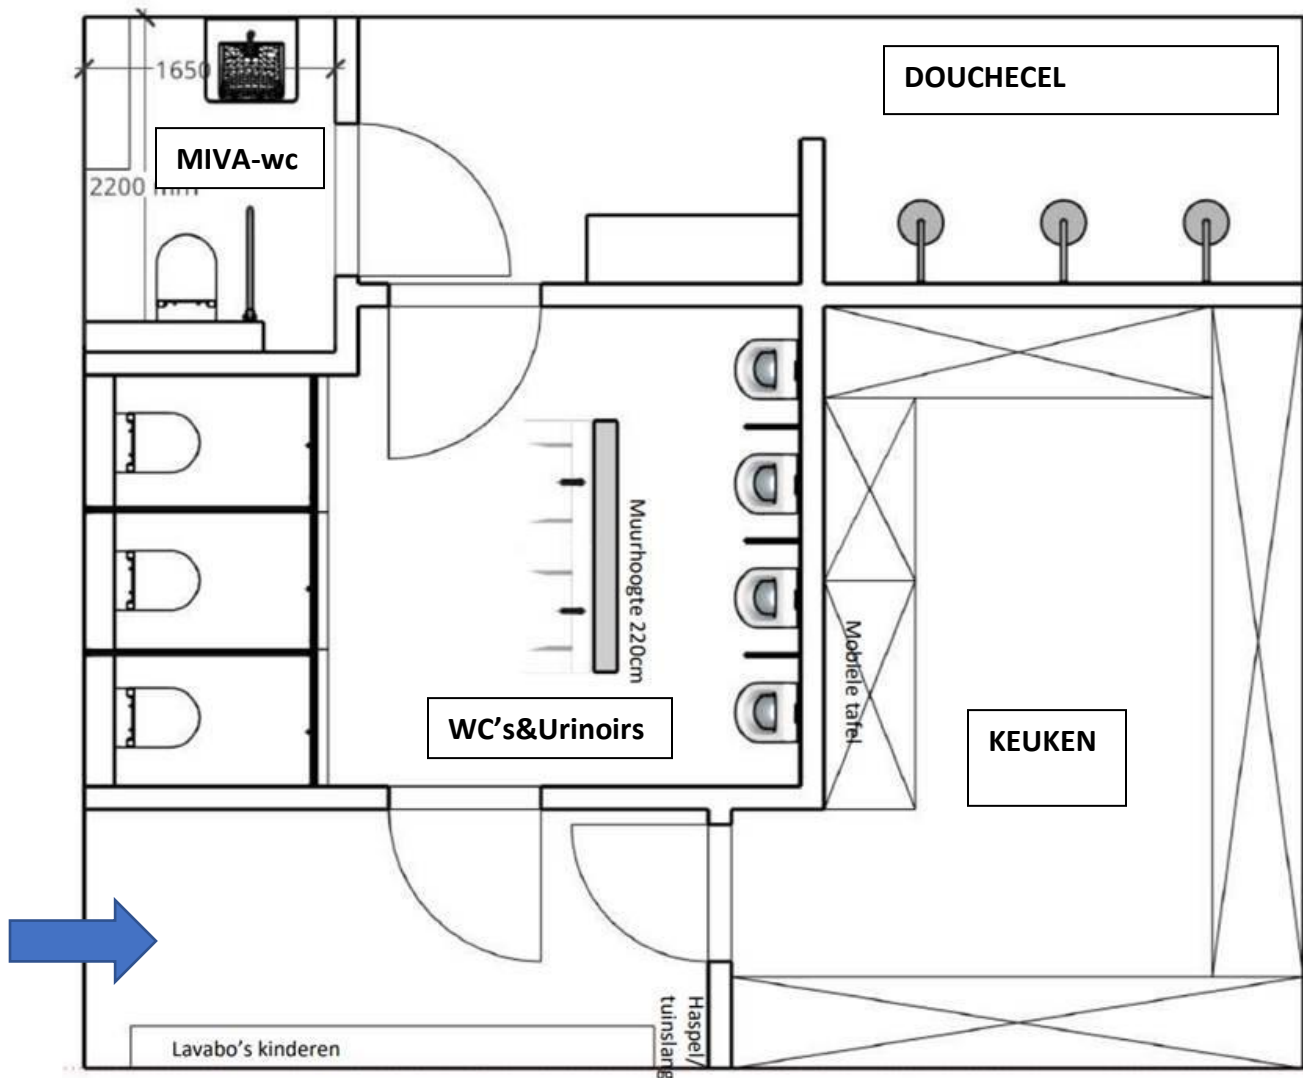 1650
DOUCHECEL
MIVA-wc
2200 mm
Muurhoogte 220cm
Mobiele tafel
WC's&Urinoirs
KEUKEN
Haspel/
tuinslang
Lavabo's kinderen